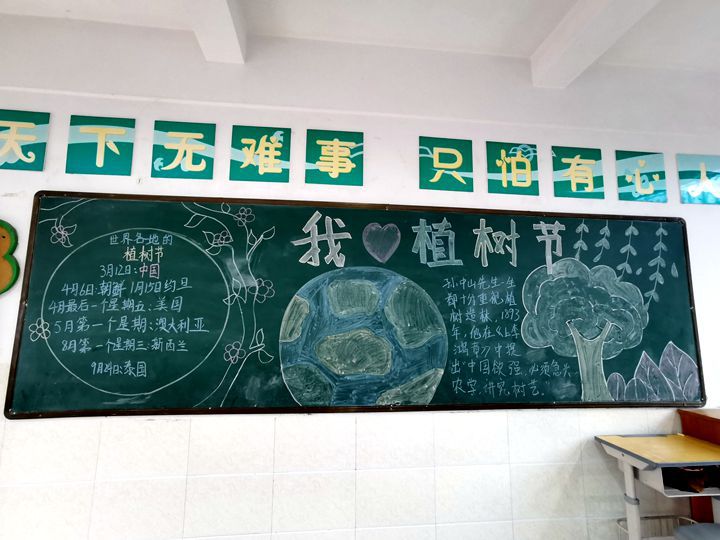 天下无难事 只怕有心人
世界各地的
植树节
3月12日:中国
4月6日:朝鲜 1月15日约旦
4月最后一个星期五:美国
5月第一个星期:澳大利亚
8月第一个星期三:新西兰
9月24日:泰国
我植树节
孙中山先生一生
都十分重视植
树造林,1893
年,他在《上李
鸿章》中提
出"中国欲强,必须急兴
农学,讲究树艺。